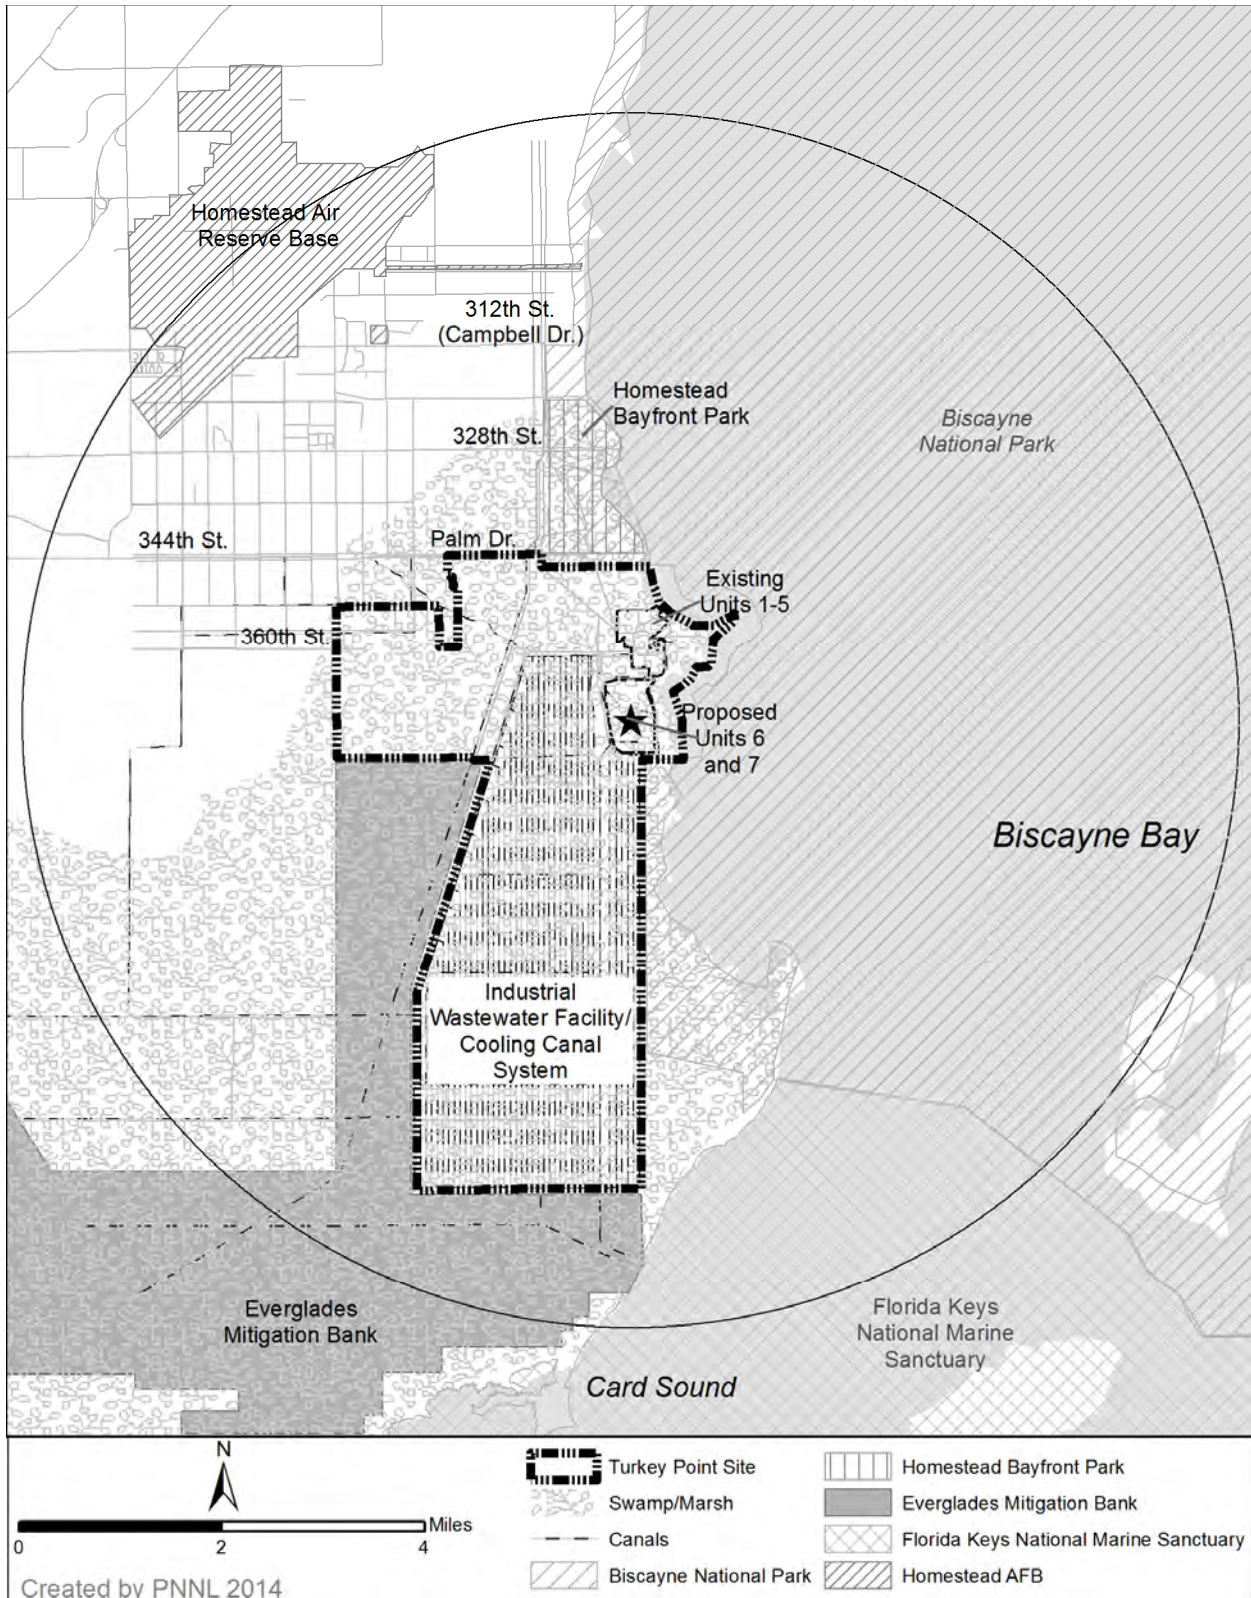 Homestead Air
Reserve Base
312th St.
(Campbell Dr.)
Homestead
Bayfront Park
Biscayne
National Park
328th St.
344th St.
Palm Dr.
Existing
Units 1-5
360th St.
Proposed
Units 6
and 7
Biscayne Bay
Industrial
Wastewater Facility/
Cooling Canal
System
Everglades
Mitigation Bank
Florida Keys
National Marine
Sanctuary
Card Sound
N
Miles
0 2 4
Created by PNNL 2014
Turkey Point Site
Swamp/Marsh
Canals
Biscayne National Park
Homestead Bayfront Park
Everglades Mitigation Bank
Florida Keys National Marine Sanctuary
Homestead AFB